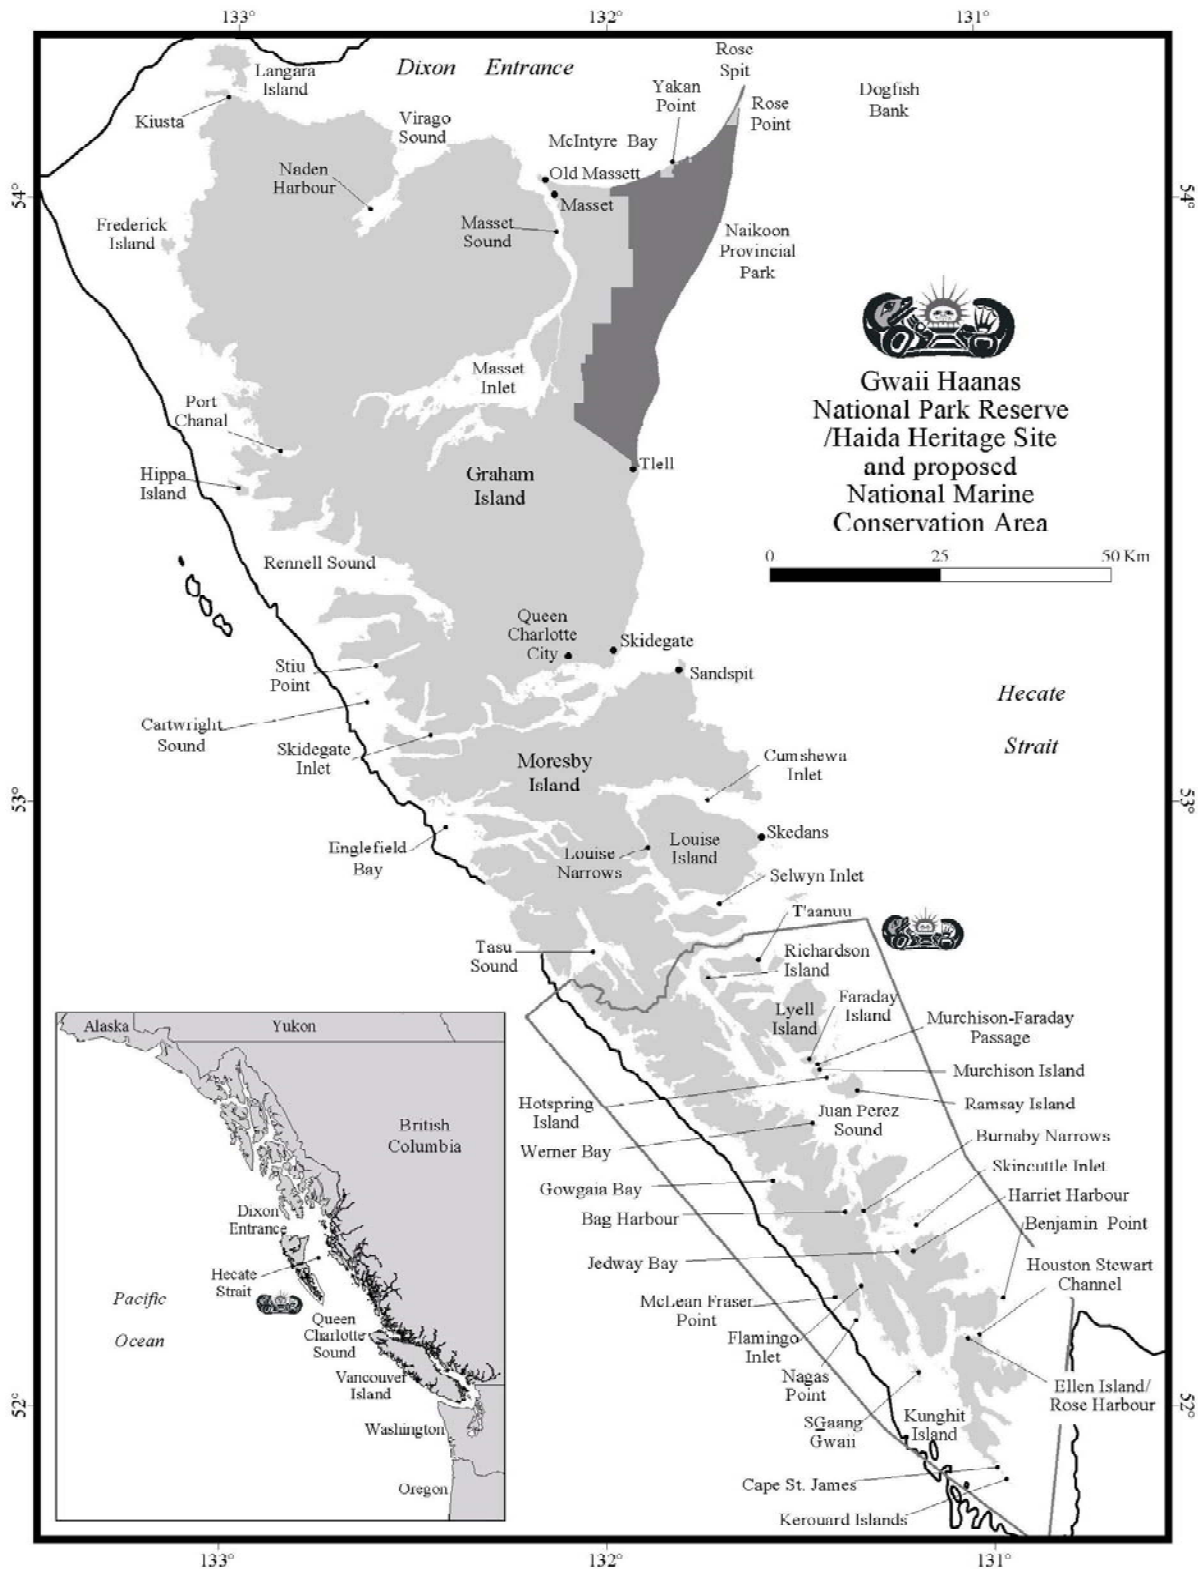 133°
132°
131°
Rose
Spit
Dixon Entrance
Langara
Island
Yakan
Point
Dogfish
Bank
Rose
Point
Kiusta
Virago
Sound
McIntyre Bay
Naden
Harbour
Old Massett
Masset
54°
54°
Masset
Sound
Frederick
Island
Naikoon
Provincial
Park
Masset
Inlet
Gwaii Haanas
National Park Reserve
/Haida Heritage Site
and proposed
National Marine
Conservation Area
Port
Chanal
Tlell
Hippa
Island
Graham
Island
0 25 50 Km
Rennell Sound
Queen
Charlotte
City
Skidegate
Sandspit
Stiu
Point
Hecate
Strait
Cartwright
Sound
Skidegate
Inlet
Moresby
Island
Cumshewa
Inlet
53°
53°
Englefield
Bay
Louise
Narrows
Louise
Island
Skedans
Selwyn Inlet
T'aanuu
Tasu
Sound
Richardson
Island
Lyell
Island
Faraday
Island
Murchison-Faraday
Passage
Murchison Island
Hotspring
Island
Ramsay Island
Juan Perez
Sound
Werner Bay
Burnaby Narrows
Skincuttle Inlet
Gowgaia Bay
Harriet Harbour
Bag Harbour
Benjamin Point
Jedway Bay
Houston Stewart
Channel
McLean Fraser
Point
Flamingo
Inlet
Nagas
Point
Ellen Island/
Rose Harbour
SGaang
Gwaii
Kunghit
Island
52°
52°
Cape St. James
Kerouard Islands
Alaska
Yukon
British
Columbia
Dixon
Entrance
Hecate
Strait
Pacific
Ocean
Queen
Charlotte
Sound
Vancouver
Island
Washington
Oregon
133°
132°
131°